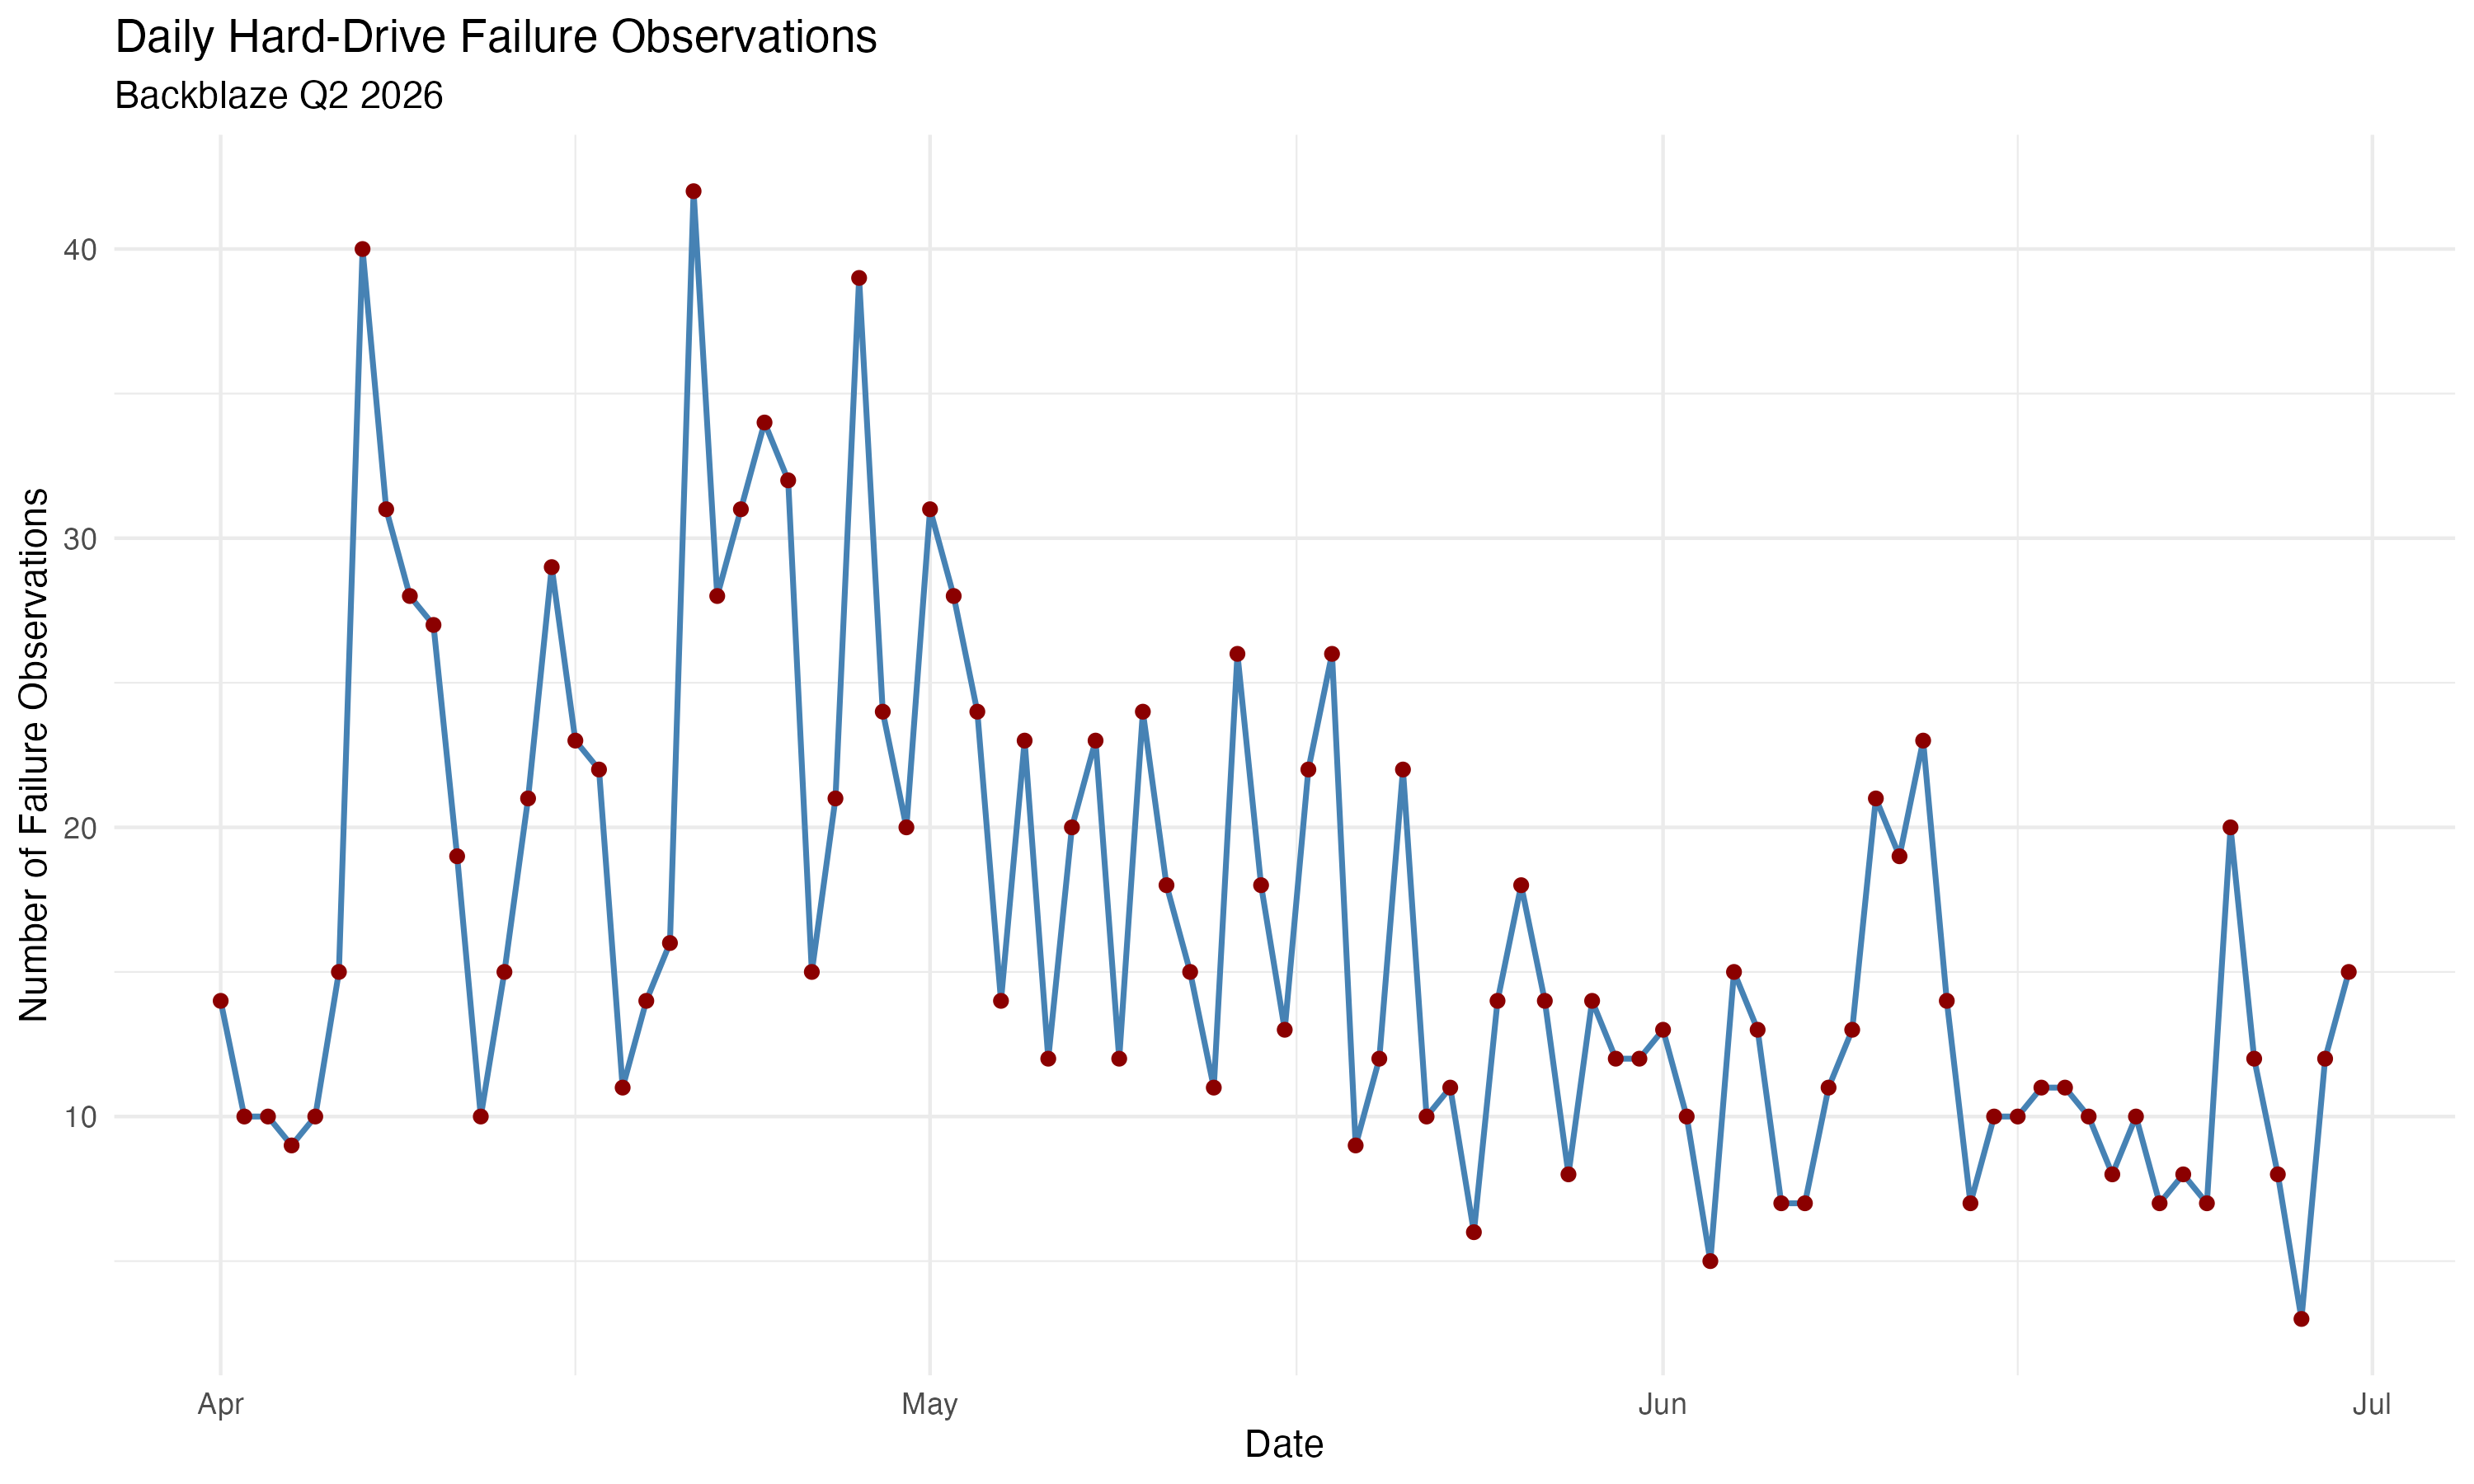 Daily Hard-Drive Failure Observations
Backblaze Q2 2026
Number of Failure Observations
40
30
20
10
Apr
May
Jun
Jul
Date